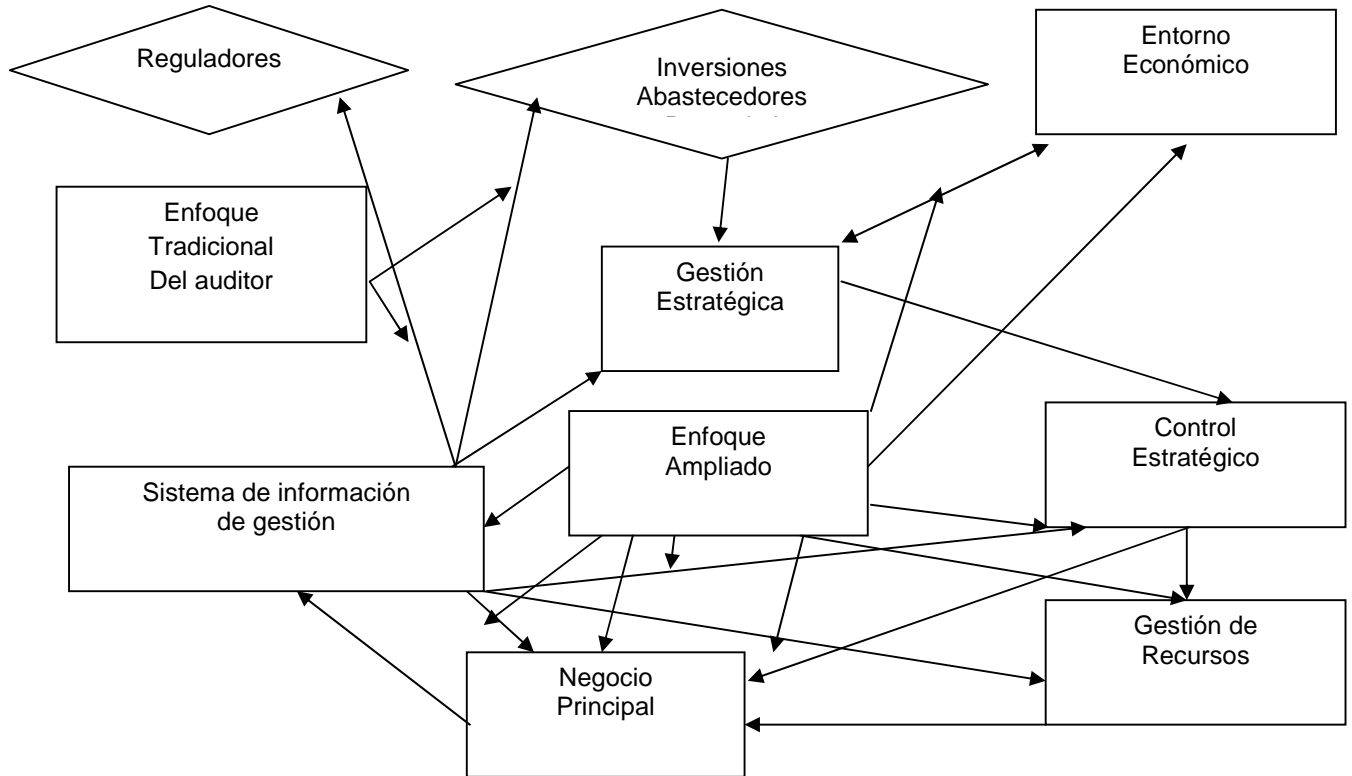 Reguladores
Inversiones
Abastecedores
Entorno
Económico
Enfoque
Tradicional
Del auditor
Gestión
Estratégica
Enfoque
Ampliado
Control
Estratégico
Sistema de información
de gestión
Gestión de
Recursos
Negocio
Principal